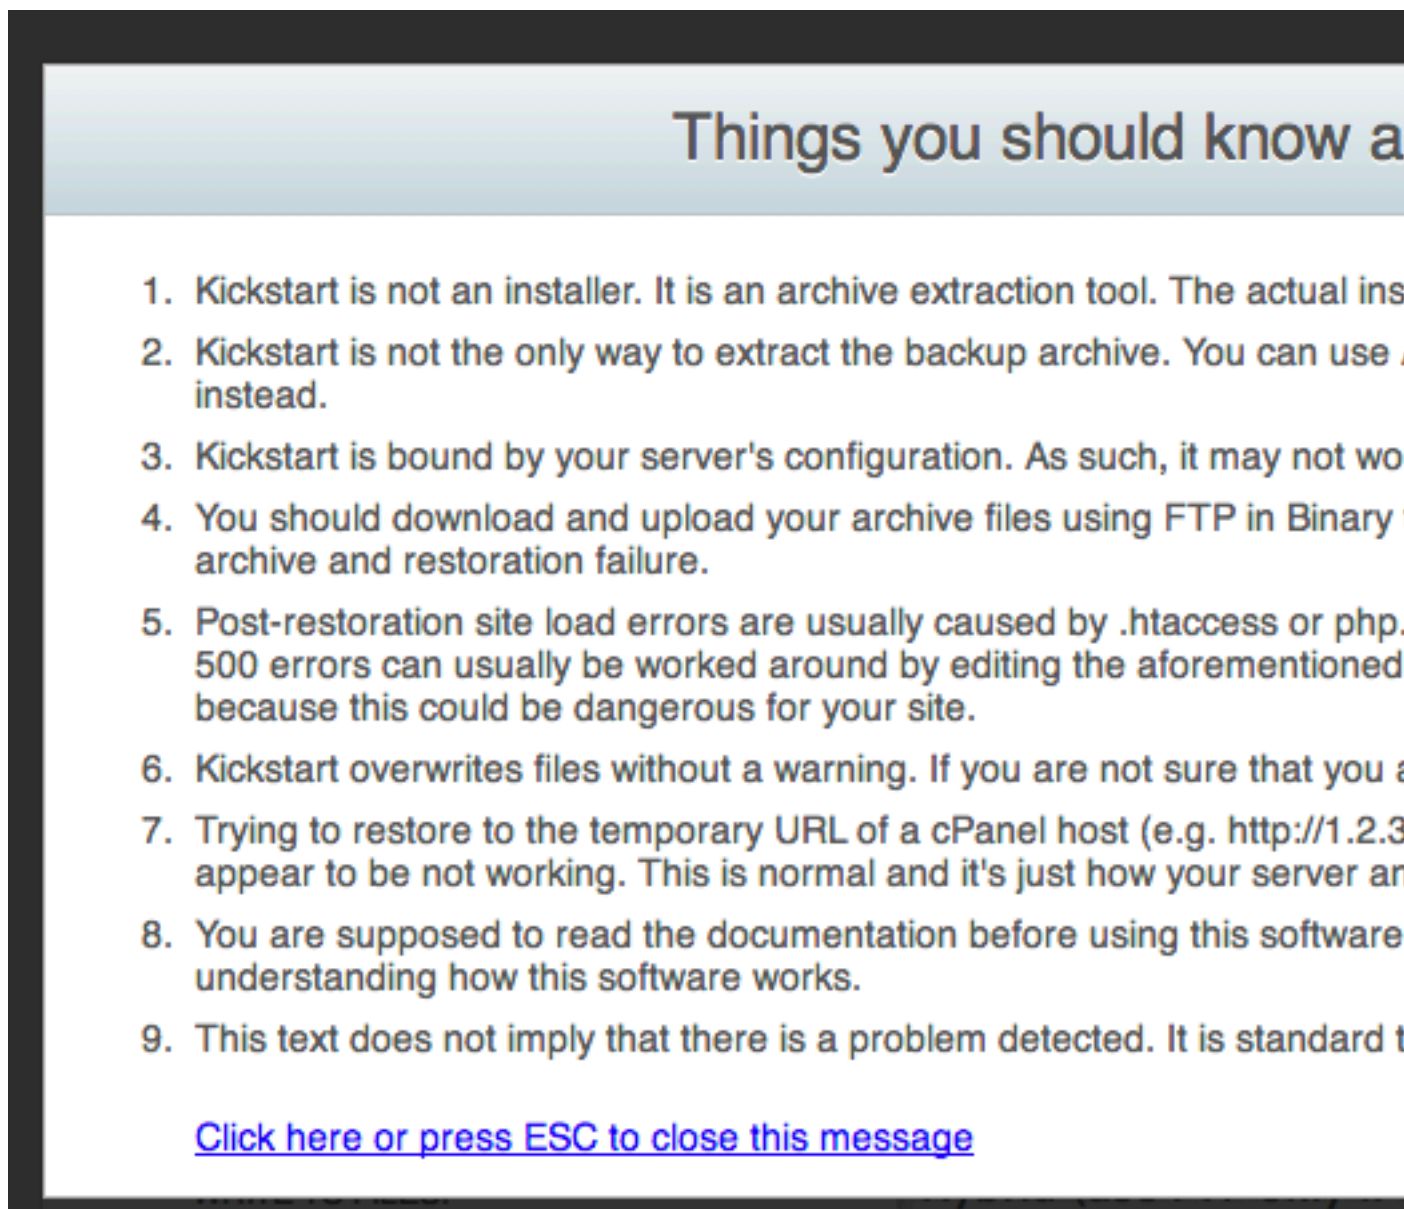 Things you should know a
1. Kickstart is not an installer. It is an archive extraction tool. The actual ins
2. Kickstart is not the only way to extract the backup archive. You can use
instead.
3. Kickstart is bound by your server's configuration. As such, it may not wo
4. You should download and upload your archive files using FTP in Binary
archive and restoration failure.
5. Post-restoration site load errors are usually caused by .htaccess or php.
500 errors can usually be worked around by editing the aforementioned
because this could be dangerous for your site.
6. Kickstart overwrites files without a warning. If you are not sure that you a
7. Trying to restore to the temporary URL of a cPanel host (e.g. http://1.2.3
appear to be not working. This is normal and it's just how your server an
8. You are supposed to read the documentation before using this software
understanding how this software works.
9. This text does not imply that there is a problem detected. It is standard t
Click here or press ESC to close this message